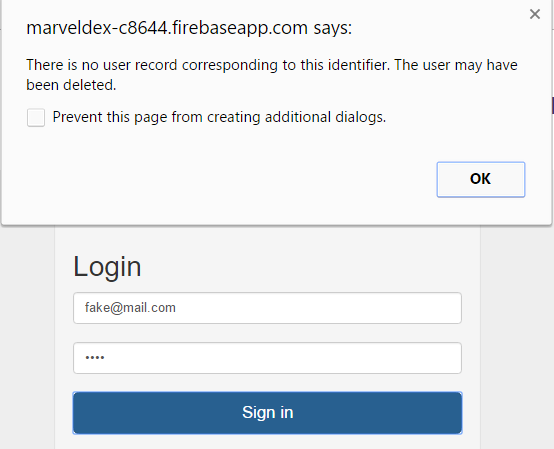 marveldex-c8644.firebaseapp.com says:
There is no user record corresponding to this identifier. The user may have
been deleted.
Prevent this page from creating additional dialogs.
OK
Login
fake@mail.com
••••
Sign in